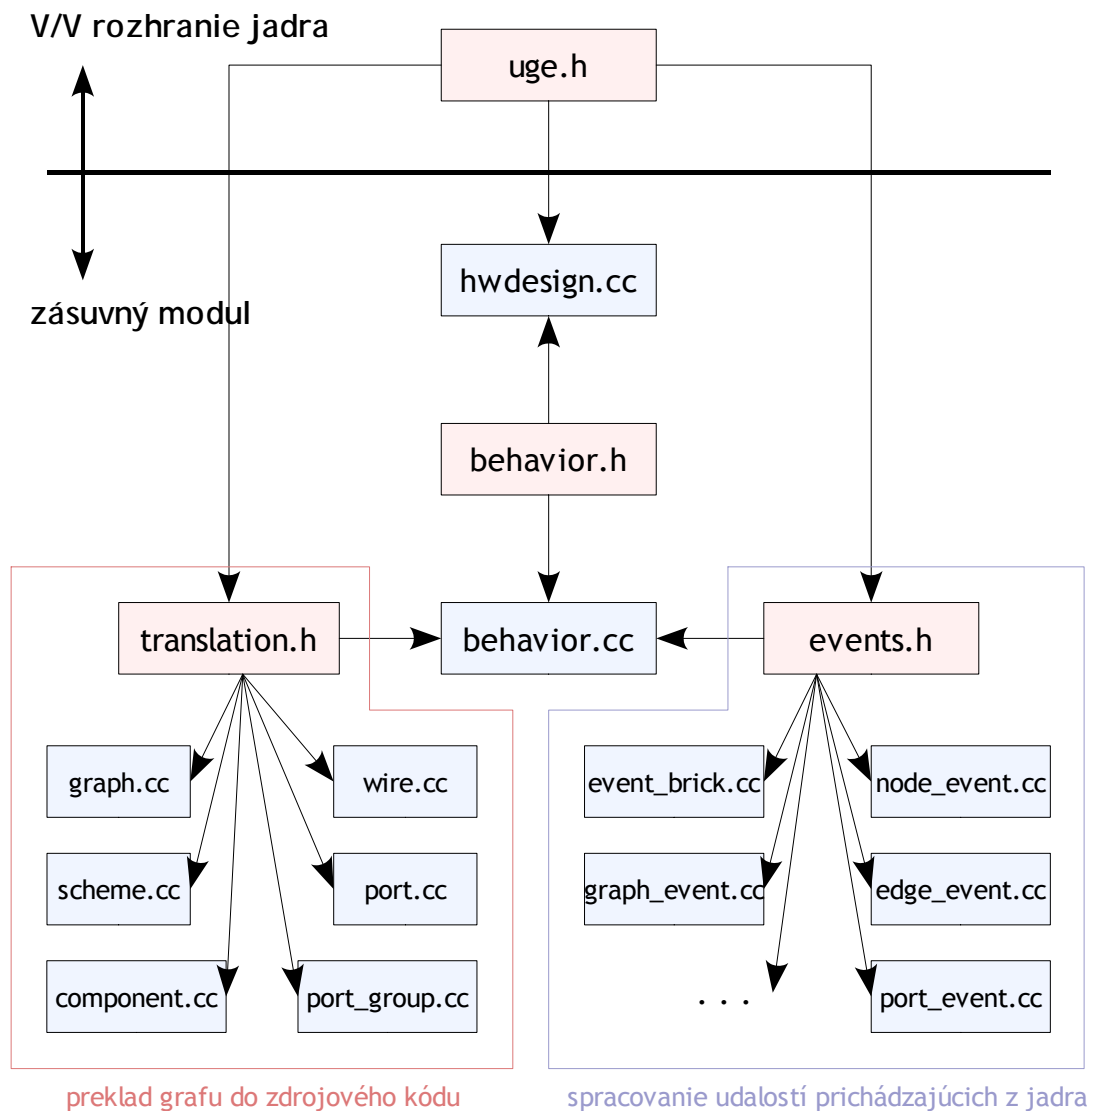 V/V rozhranie jadra
uge.h
hwdesign.cc
zásuvný modul
behavior.h
translation.h
behavior.cc
events.h
graph.cc
wire.cc
event_brick.cc
node_event.cc
scheme.cc
port.cc
graph_event.cc
edge_event.cc
component.cc
port_group.cc
. . .
port_event.cc
preklad grafu do zdrojového kódu
spracovanie udalostí prichádzajúcich z jadra